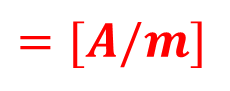 = [A/m]